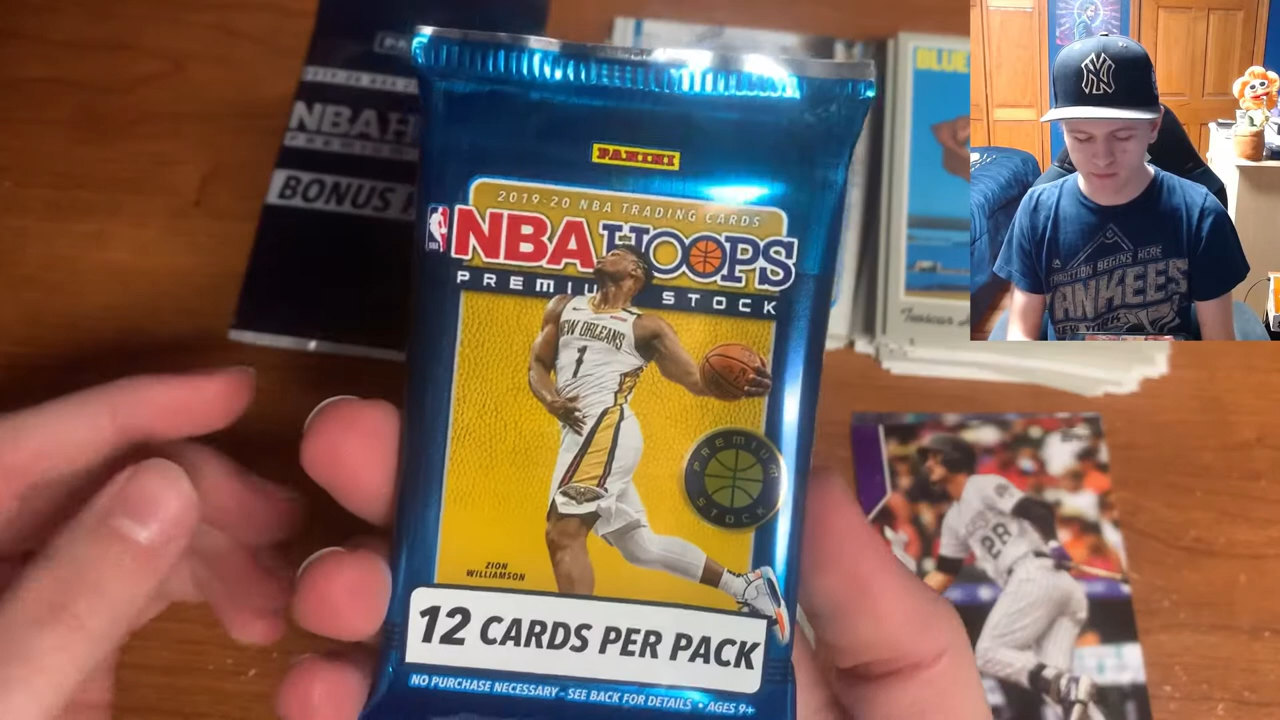 PANINI
2019-20 NBA TRADING CARDS
NBA HOOPS
PREMIUM STOCK
NEW ORLEANS
1
PREMIUM
STOCK
ZION
WILLIAMSON
12 CARDS PER PACK
NO PURCHASE NECESSARY - SEE BACK FOR DETAILS • AGES 9+
NBA H
BONUS
BLUE
28
NY
TRADITION BEGINS HERE
YANKEES
NEW YORK